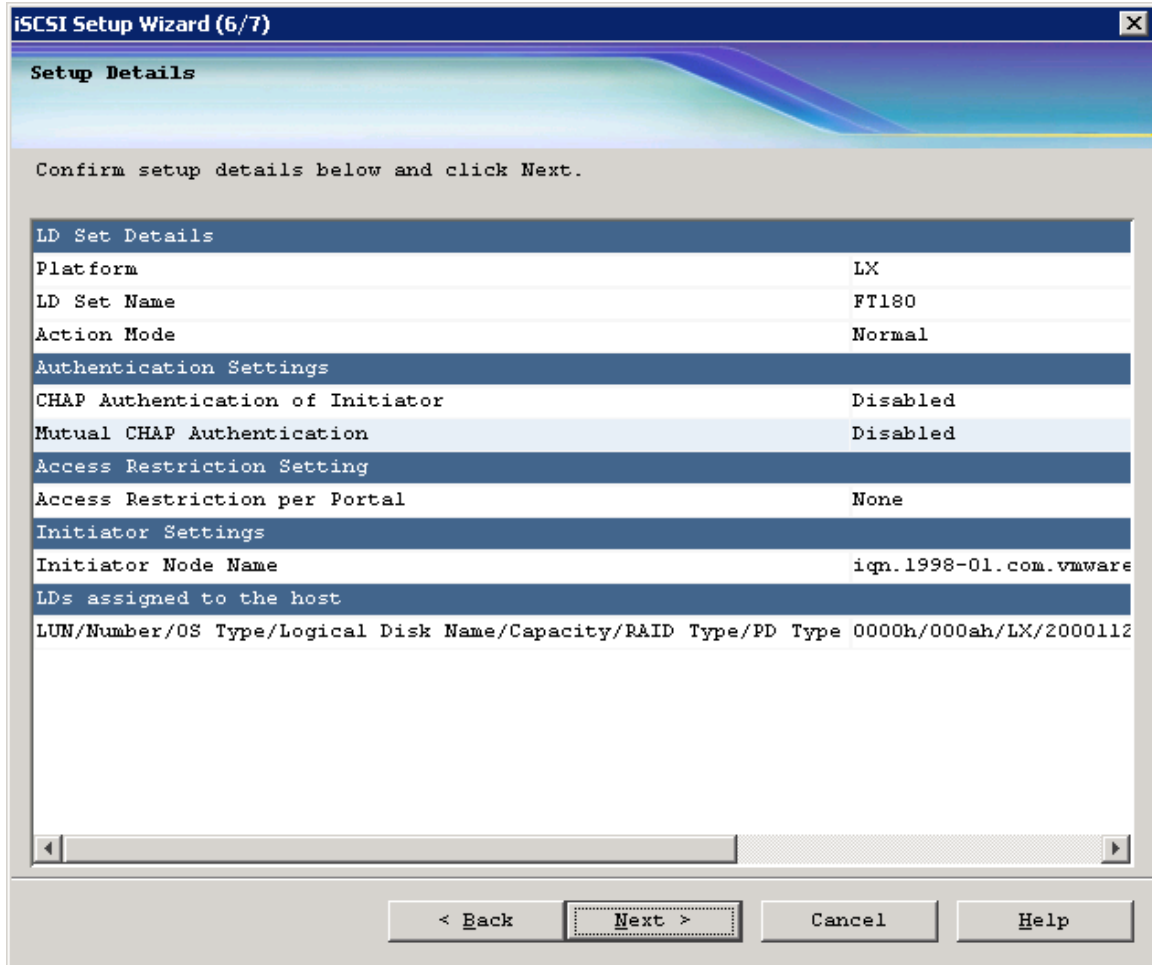 iSCSI Setup Wizard (6/7)
Setup Details
Confirm setup details below and click Next.
LD Set Details
Platform LX
LD Set Name FT180
Action Mode Normal
Authentication Settings
CHAP Authentication of Initiator Disabled
Mutual CHAP Authentication Disabled
Access Restriction Setting
Access Restriction per Portal None
Initiator Settings
Initiator Node Name iqn.1998-01.com.vmware
LDs assigned to the host
LUN/Number/OS Type/Logical Disk Name/Capacity/RAID Type/PD Type 0000h/000ah/LX/2000112
< Back Next > Cancel Help